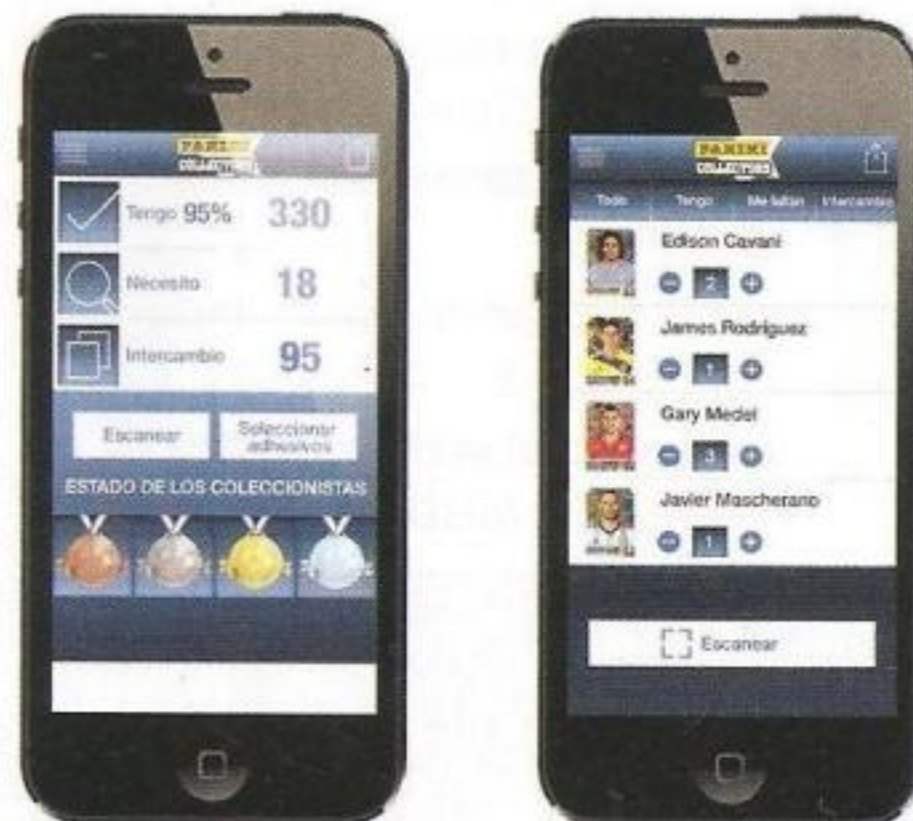 PANINI
COLLECTORS
Tengo 95% 330
Necesito 18
Intercambio 95
Escanear
Seleccionar
adhesivos
ESTADO DE LOS COLECCIONISTAS
PANINI
COLLECTORS
Todo Tengo Me faltan Intercambio
Edison Cavani
2
James Rodríguez
1
Gary Medel
3
Javier Mascherano
1
Escanear